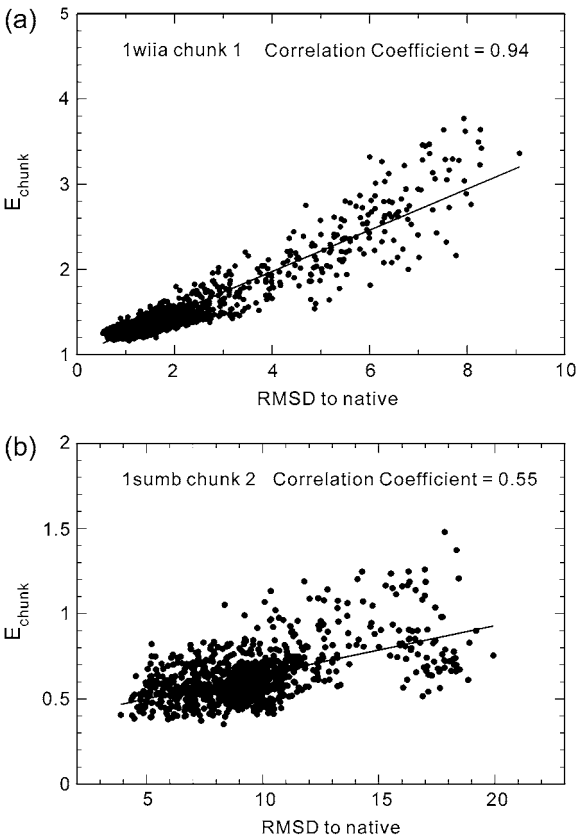 (a)
1wiia chunk 1 Correlation Coefficient = 0.94
5
4
3
2
1
E_chunk
0 2 4 6 8 10
RMSD to native
(b)
1sumb chunk 2 Correlation Coefficient = 0.55
2
1.5
1
0.5
0
E_chunk
5 10 15 20
RMSD to native